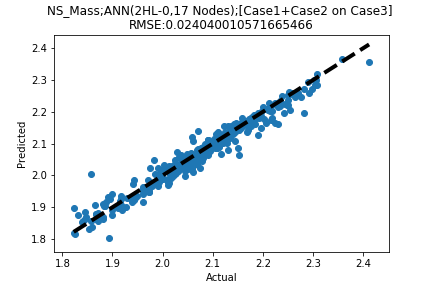 NS_Mass;ANN(2HL-0,17 Nodes);[Case1+Case2 on Case3]
RMSE:0.024040010571665466
2.4
2.3
2.2
2.1
2.0
1.9
1.8
Predicted
1.8 1.9 2.0 2.1 2.2 2.3 2.4
Actual